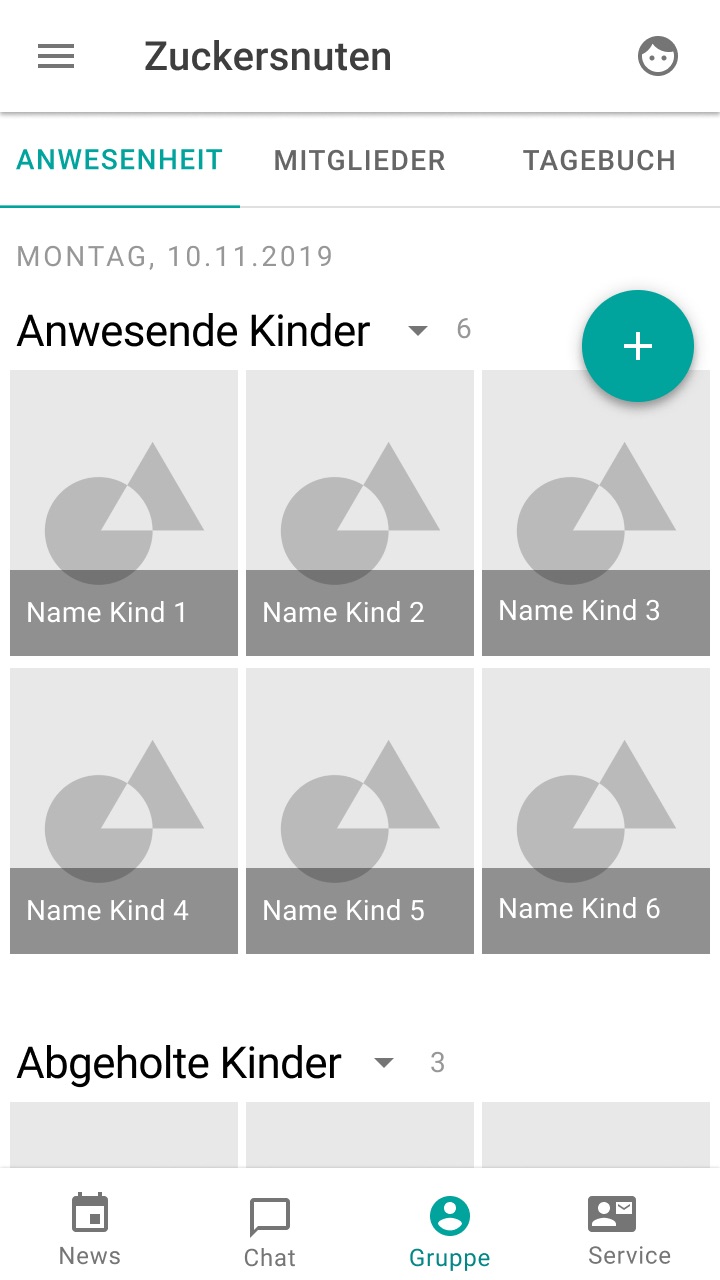 Zuckersnuten
ANWESENHEIT MITGLIEDER TAGEBUCH
MONTAG, 10.11.2019
Anwesende Kinder 6
Name Kind 1 Name Kind 2 Name Kind 3
Name Kind 4 Name Kind 5 Name Kind 6
Abgeholte Kinder 3
News Chat Gruppe Service